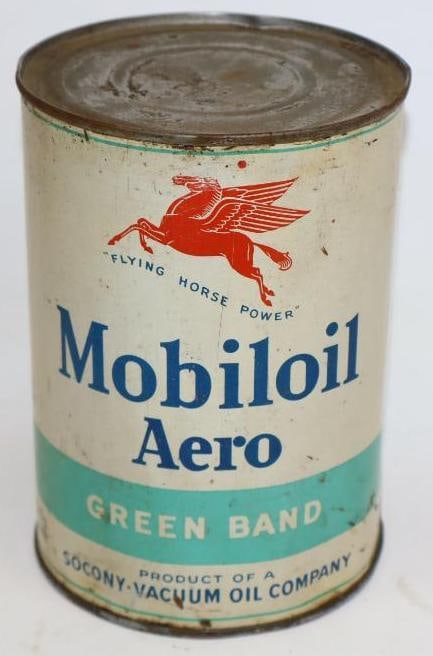 "FLYING HORSE POWER"
Mobiloil
Aero
GREEN BAND
PRODUCT OF A
SOCONY-VACUUM OIL COMPANY